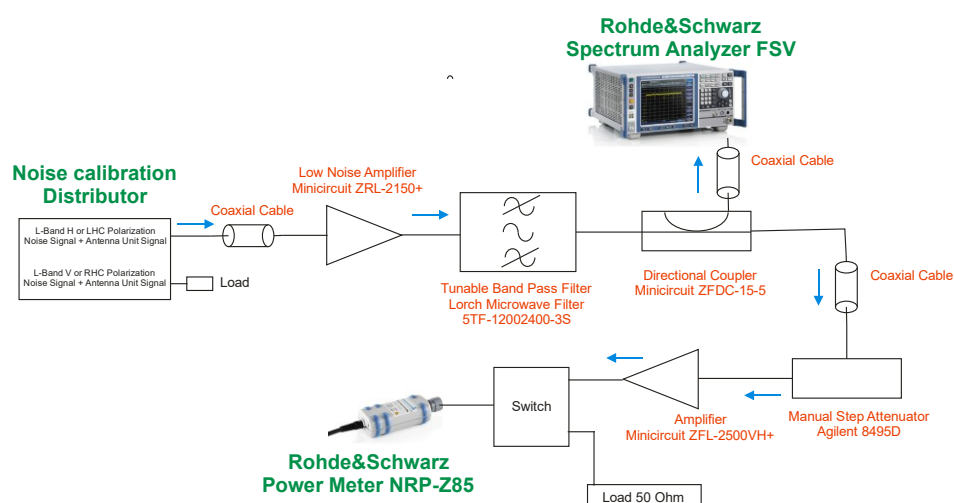 Rohde&Schwarz
Spectrum Analyzer FSV
Coaxial Cable
Noise calibration
Distributor
Low Noise Amplifier
Minicircuit ZRL-2150+
Coaxial Cable
L-Band H or LHC Polarization
Noise Signal + Antenna Unit Signal
L-Band V or RHC Polarization
Noise Signal + Antenna Unit Signal
Load
Tunable Band Pass Filter
Lorch Microwave Filter
5TF-12002400-3S
Directional Coupler
Minicircuit ZFDC-15-5
Coaxial Cable
Switch
Amplifier
Minicircuit ZFL-2500VH+
Manual Step Attenuator
Agilent 8495D
Rohde&Schwarz
Power Meter NRP-Z85
Load 50 Ohm